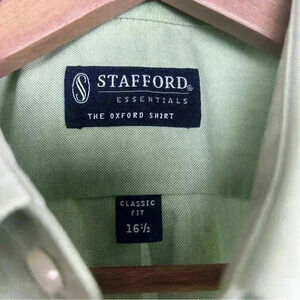 STAFFORD®
ESSENTIALS
THE OXFORD SHIRT
CLASSIC
FIT
16½